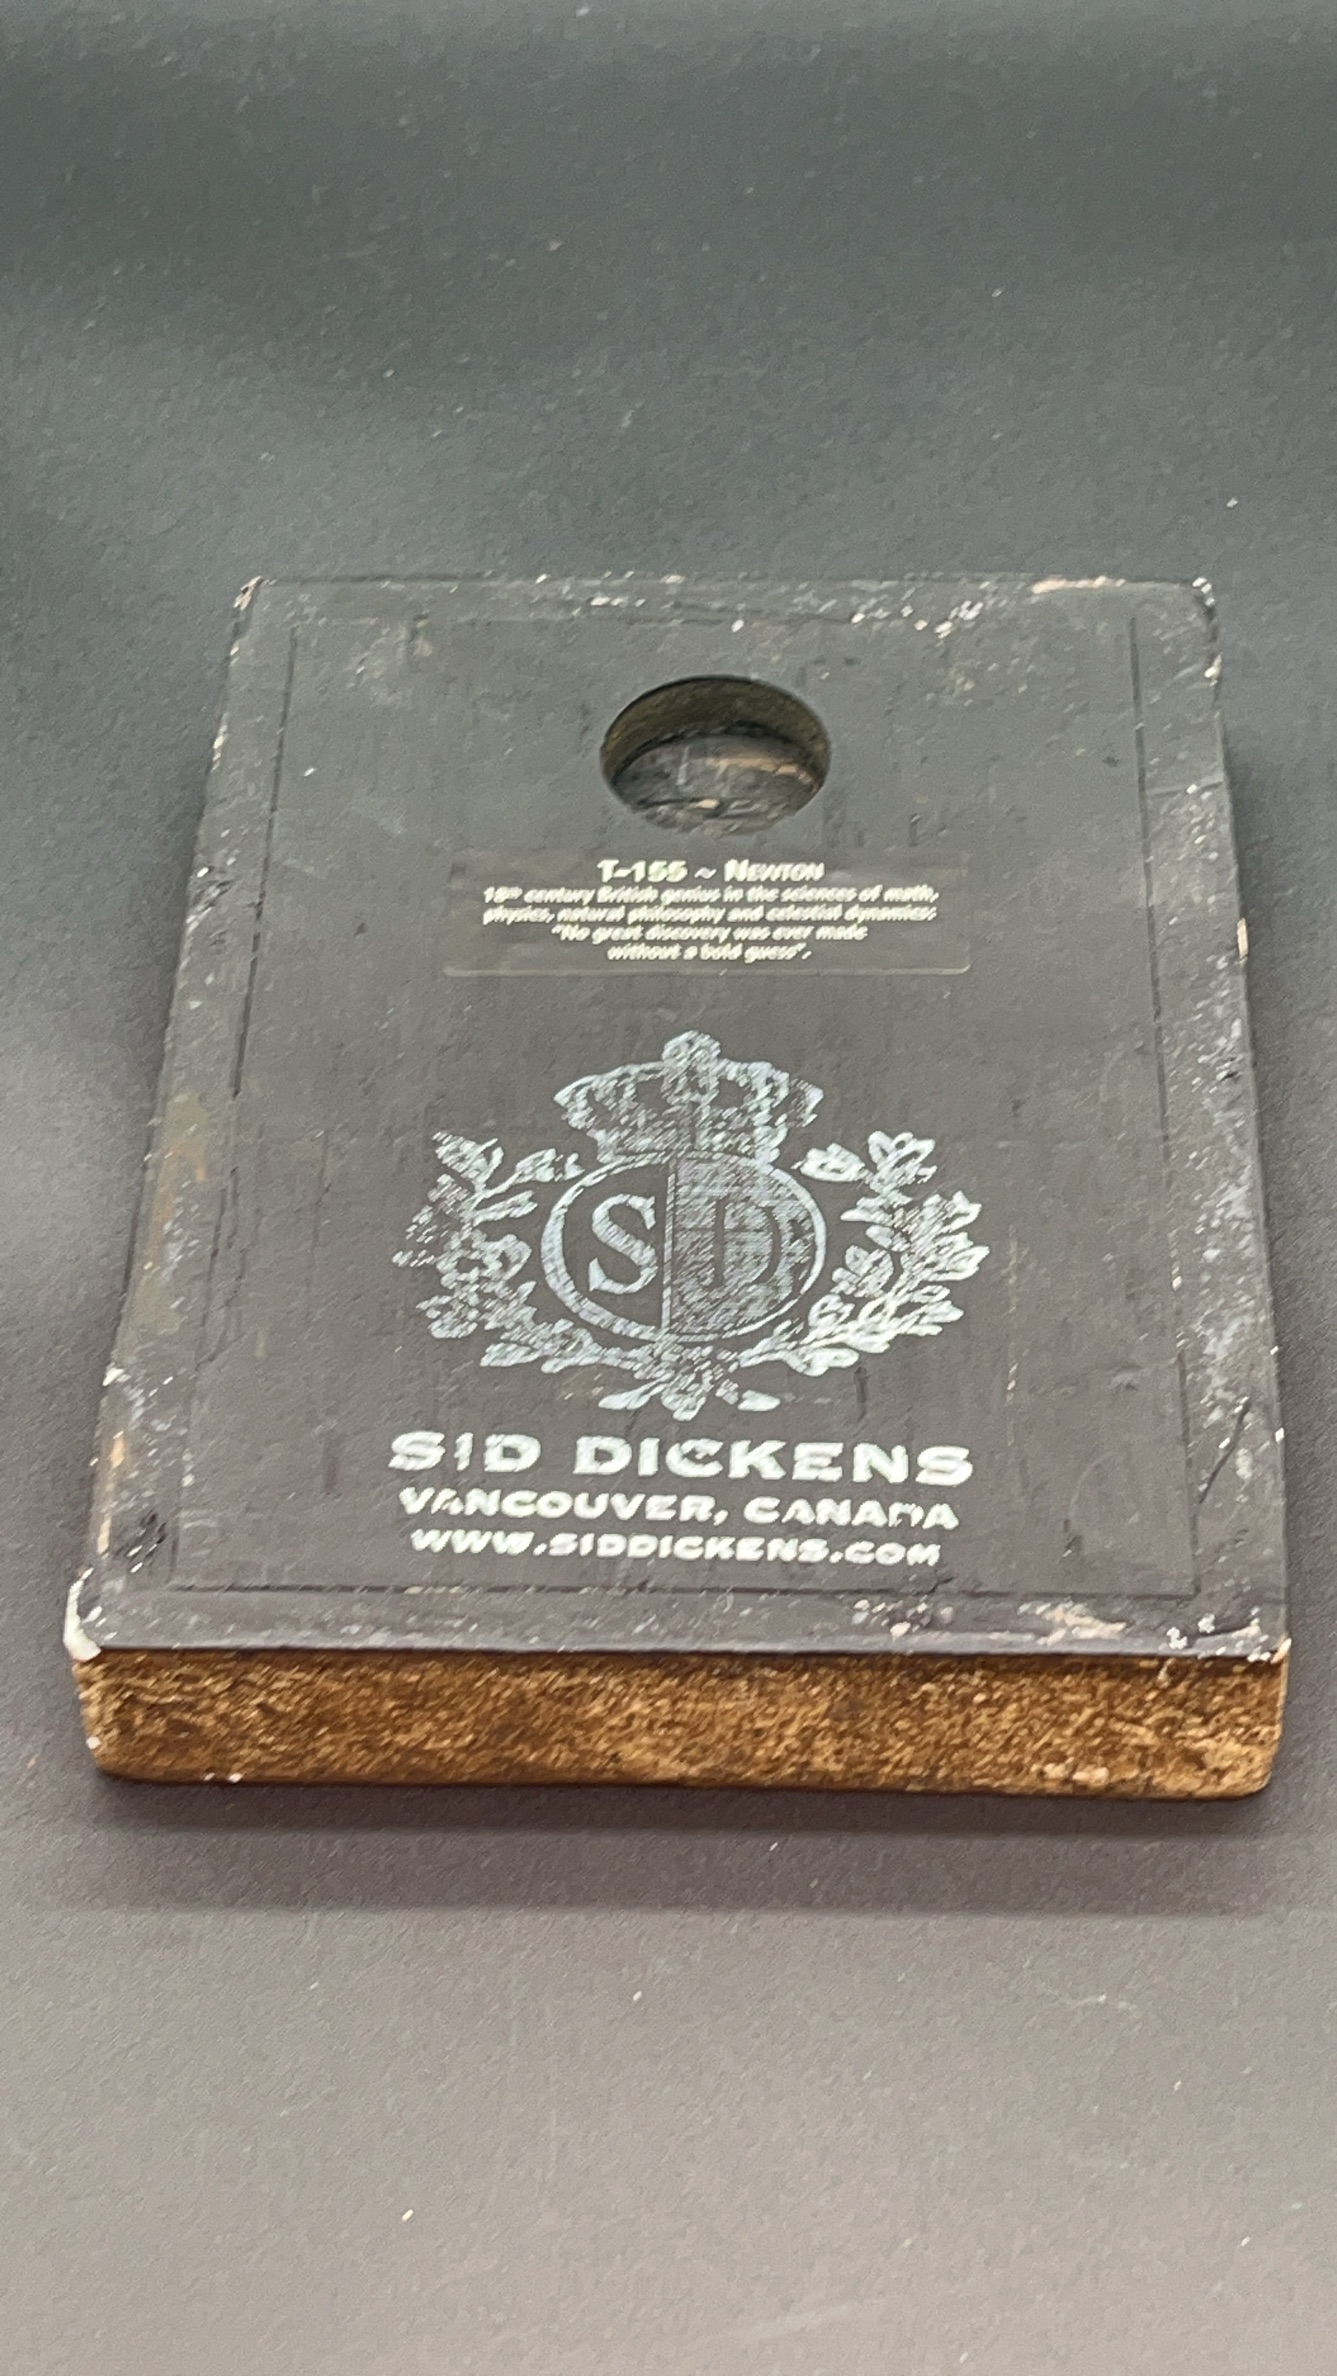 T-155 ~ NEWTON
18th century British genius in the sciences of math,
physics, natural philosophy and celestial dynamics:
"No great discovery was ever made
without a bold guess".
SD
SID DICKENS
VANCOUVER, CANADA
WWW.SIDDICKENS.COM